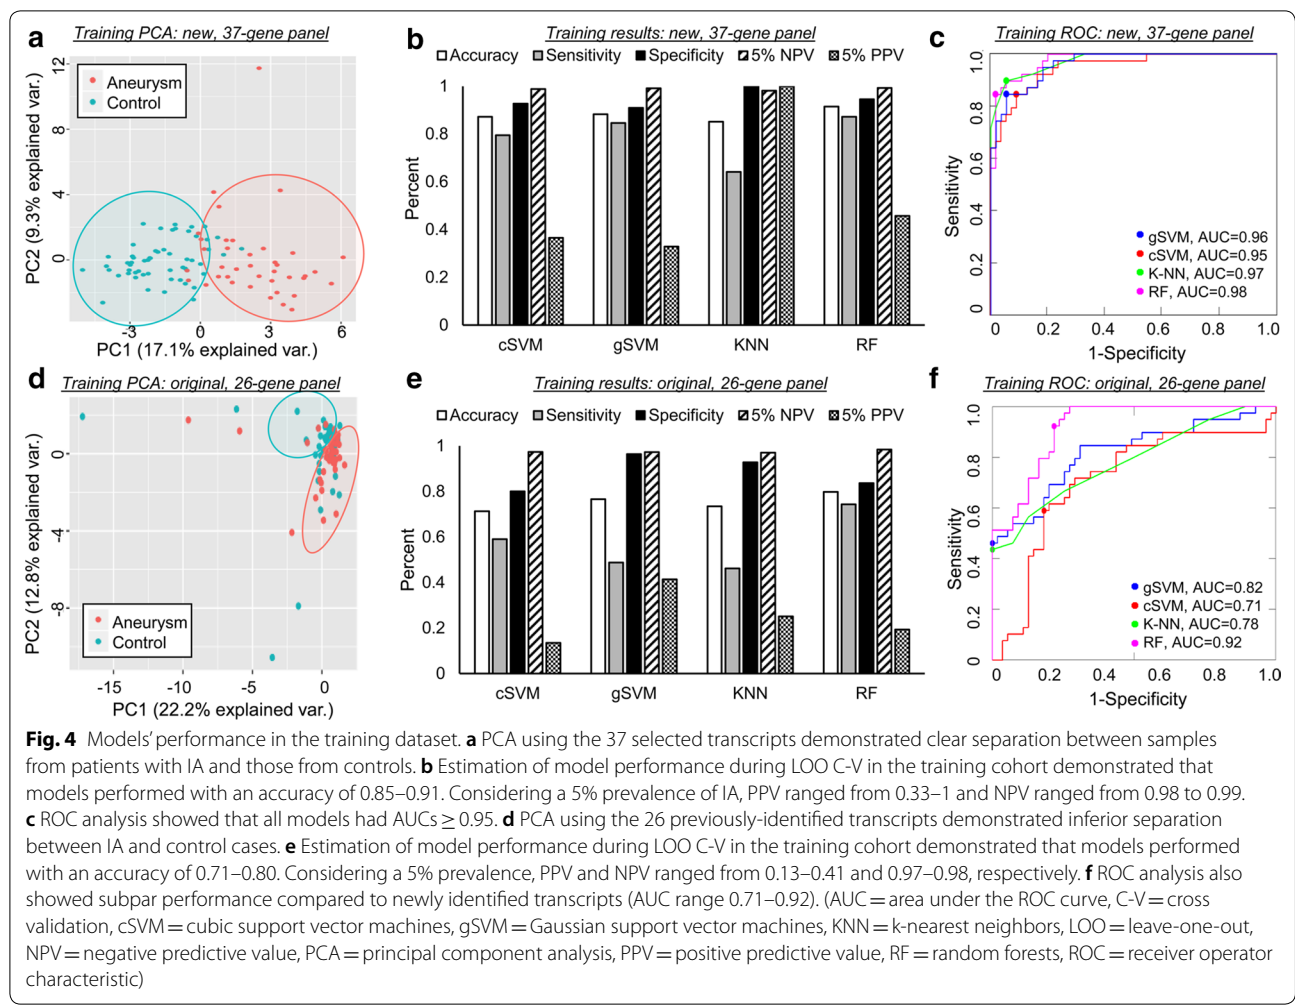 a Training PCA: new, 37-gene panel
12
8
4
0
PC2 (9.3% explained var.)
Aneurysm
Control
-3
0
3
6
PC1 (17.1% explained var.)
b Training results: new, 37-gene panel
Accuracy Sensitivity Specificity 5% NPV 5% PPV
1
0.8
0.6
0.4
0.2
0
Percent
cSVM gSVM KNN RF
c Training ROC: new, 37-gene panel
1.0
0.8
0.6
0.4
0.2
0
Sensitivity
gSVM, AUC=0.96
cSVM, AUC=0.95
K-NN, AUC=0.97
RF, AUC=0.98
0 0.2 0.4 0.6 0.8 1.0
1-Specificity
d Training PCA: original, 26-gene panel
0
-4
-8
PC2 (12.8% explained var.)
Aneurysm
Control
-15 -10 -5 0
PC1 (22.2% explained var.)
e Training results: original, 26-gene panel
Accuracy Sensitivity Specificity 5% NPV 5% PPV
1
0.8
0.6
0.4
0.2
0
Percent
cSVM gSVM KNN RF
f Training ROC: original, 26-gene panel
1.0
0.8
0.6
0.4
0.2
0
Sensitivity
gSVM, AUC=0.82
cSVM, AUC=0.71
K-NN, AUC=0.78
RF, AUC=0.92
0 0.2 0.4 0.6 0.8 1.0
1-Specificity
Fig. 4 Models' performance in the training dataset. a PCA using the 37 selected transcripts demonstrated clear separation between samples
from patients with IA and those from controls. b Estimation of model performance during LOO C-V in the training cohort demonstrated that
models performed with an accuracy of 0.85–0.91. Considering a 5% prevalence of IA, PPV ranged from 0.33–1 and NPV ranged from 0.98 to 0.99.
c ROC analysis showed that all models had AUCs ≥ 0.95. d PCA using the 26 previously-identified transcripts demonstrated inferior separation
between IA and control cases. e Estimation of model performance during LOO C-V in the training cohort demonstrated that models performed
with an accuracy of 0.71–0.80. Considering a 5% prevalence, PPV and NPV ranged from 0.13–0.41 and 0.97–0.98, respectively. f ROC analysis also
showed subpar performance compared to newly identified transcripts (AUC range 0.71–0.92). (AUC = area under the ROC curve, C-V = cross
validation, cSVM = cubic support vector machines, gSVM = Gaussian support vector machines, KNN = k-nearest neighbors, LOO = leave-one-out,
NPV = negative predictive value, PCA = principal component analysis, PPV = positive predictive value, RF = random forests, ROC = receiver operator
characteristic)